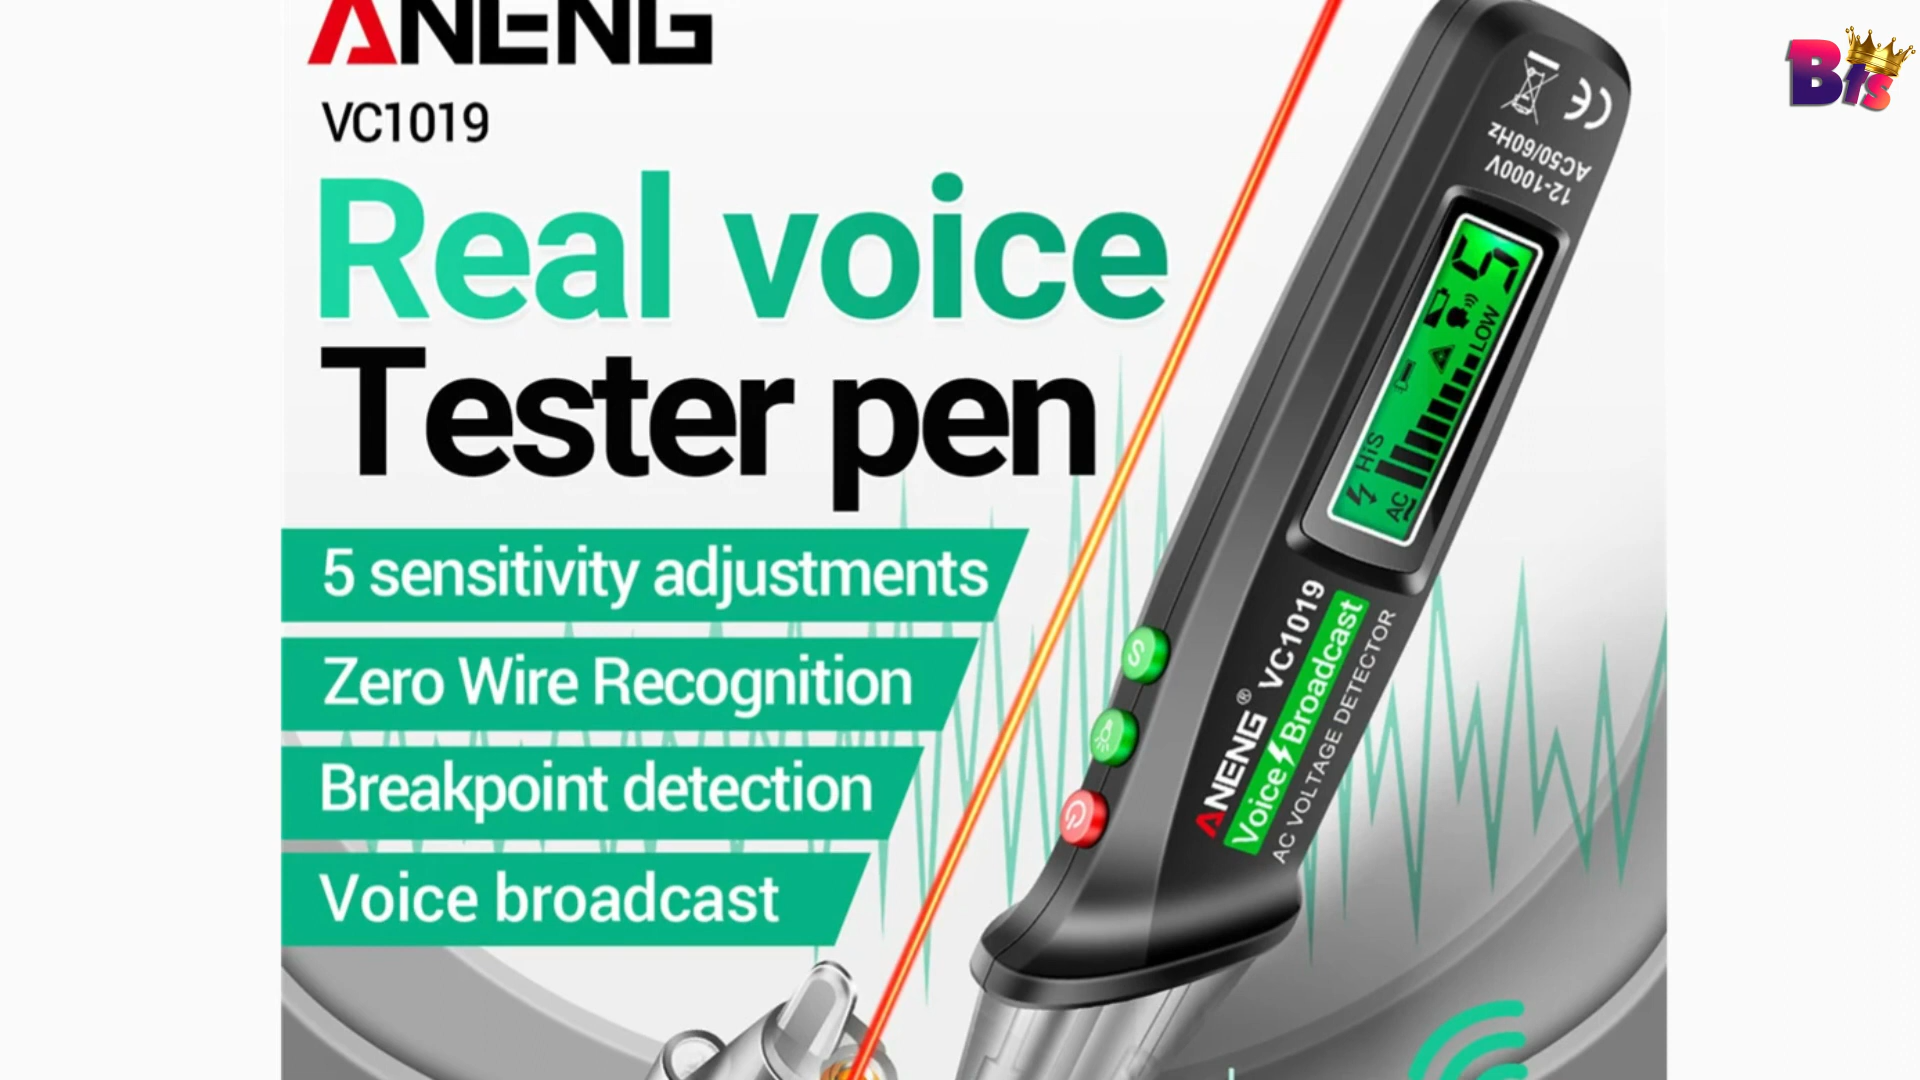 ANENG
VC1019
Real voice
Tester pen
5 sensitivity adjustments
Zero Wire Recognition
Breakpoint detection
Voice broadcast
Bts
CE
12-1000V
AC50/60Hz
5
LOW
HIS
AC
S
ANENG® VC1019
Voice Broadcast
AC VOLTAGE DETECTOR